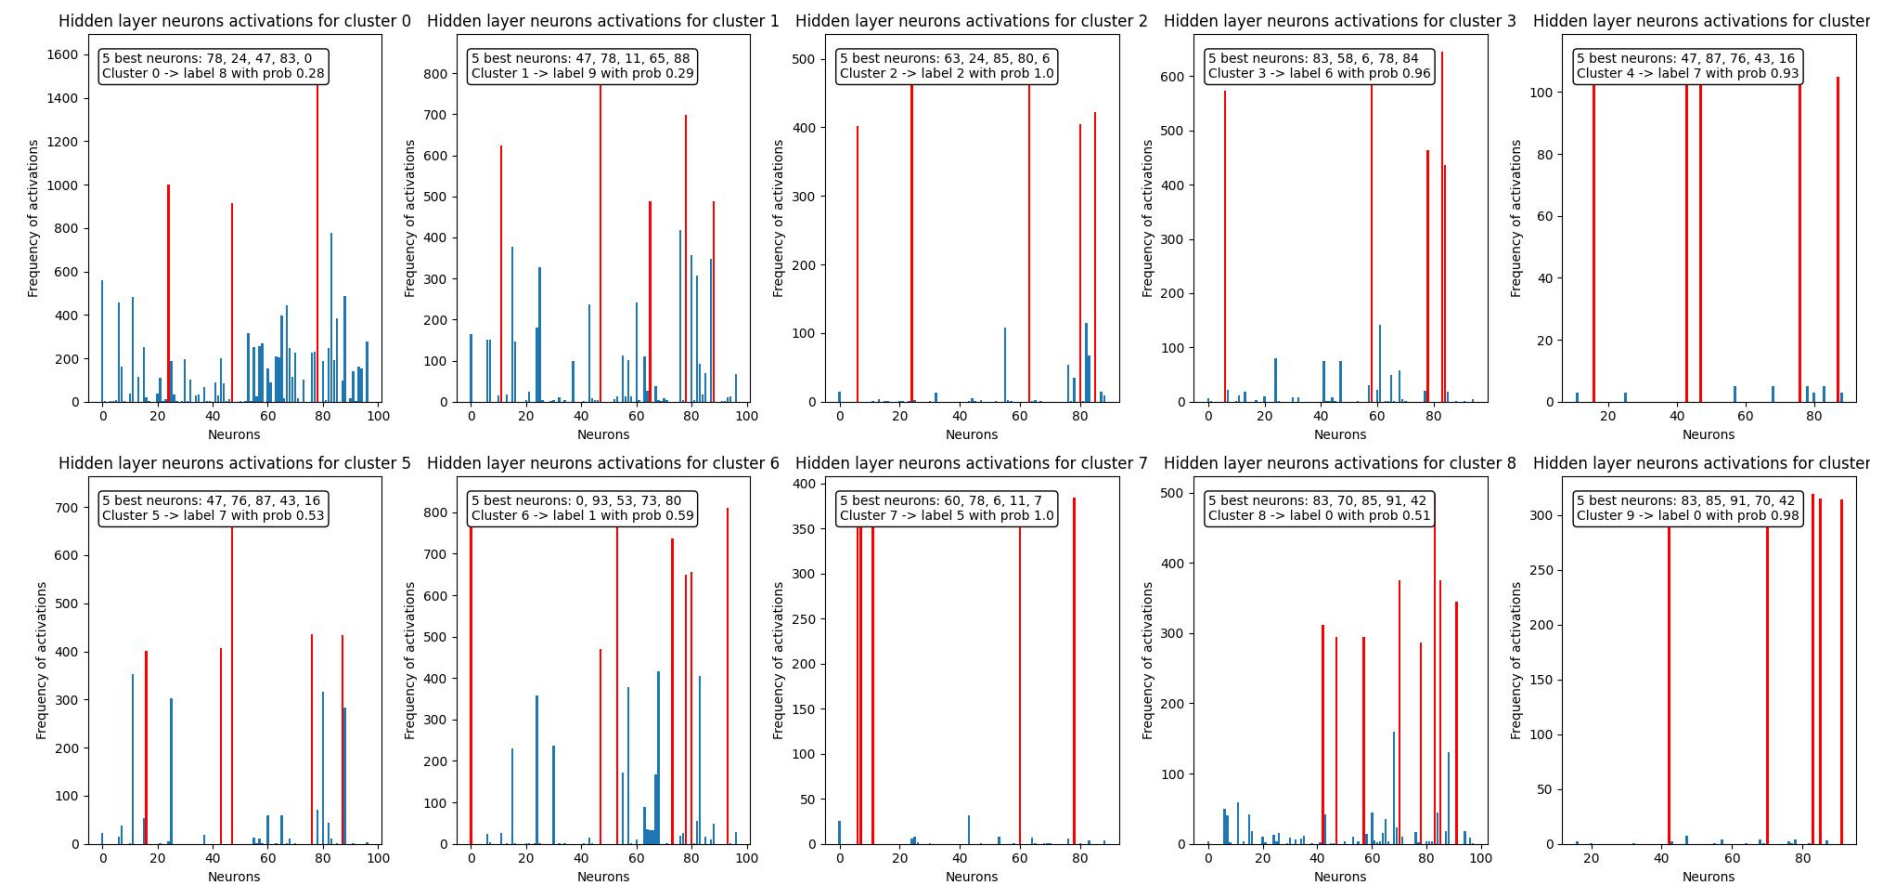 Hidden layer neurons activations for cluster 0
5 best neurons: 78, 24, 47, 83, 0
Cluster 0 -> label 8 with prob 0.28
Frequency of activations
1600
1400
1200
1000
800
600
400
200
0
0 20 40 60 80 100
Neurons
Hidden layer neurons activations for cluster 1
5 best neurons: 47, 78, 11, 65, 88
Cluster 1 -> label 9 with prob 0.29
Frequency of activations
800
700
600
500
400
300
200
100
0
0 20 40 60 80 100
Neurons
Hidden layer neurons activations for cluster 2
5 best neurons: 63, 24, 85, 80, 6
Cluster 2 -> label 2 with prob 1.0
Frequency of activations
500
400
300
200
100
0
0 20 40 60 80
Neurons
Hidden layer neurons activations for cluster 3
5 best neurons: 83, 58, 6, 78, 84
Cluster 3 -> label 6 with prob 0.96
Frequency of activations
600
500
400
300
200
100
0
0 20 40 60 80
Neurons
Hidden layer neurons activations for cluster
5 best neurons: 47, 87, 76, 43, 16
Cluster 4 -> label 7 with prob 0.93
Frequency of activations
100
80
60
40
20
0
20 40 60 80
Neurons
Hidden layer neurons activations for cluster 5
5 best neurons: 47, 76, 87, 43, 16
Cluster 5 -> label 7 with prob 0.53
Frequency of activations
700
600
500
400
300
200
100
0
0 20 40 60 80 100
Neurons
Hidden layer neurons activations for cluster 6
5 best neurons: 0, 93, 53, 73, 80
Cluster 6 -> label 1 with prob 0.59
Frequency of activations
800
700
600
500
400
300
200
100
0
0 20 40 60 80 100
Neurons
Hidden layer neurons activations for cluster 7
5 best neurons: 60, 78, 6, 11, 7
Cluster 7 -> label 5 with prob 1.0
Frequency of activations
400
350
300
250
200
150
100
50
0
0 20 40 60 80
Neurons
Hidden layer neurons activations for cluster 8
5 best neurons: 83, 70, 85, 91, 42
Cluster 8 -> label 0 with prob 0.51
Frequency of activations
500
400
300
200
100
0
0 20 40 60 80 100
Neurons
Hidden layer neurons activations for cluster
5 best neurons: 83, 85, 91, 70, 42
Cluster 9 -> label 0 with prob 0.98
Frequency of activations
300
250
200
150
100
50
0
20 40 60 80
Neurons